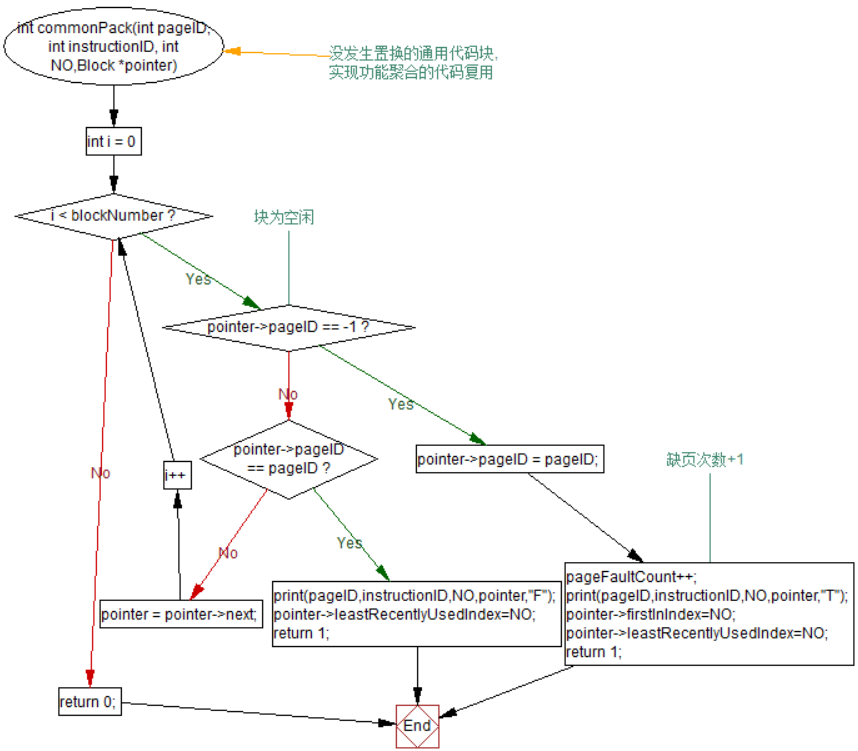 int commonPack(int pageID,
int instructionID, int
NO,Block *pointer)
没发生置换的通用代码块,
实现功能聚合的代码复用
int i = 0
i < blockNumber ?
块为空闲
Yes
pointer->pageID == -1 ?
No
Yes
pointer->pageID
== pageID ?
pointer->pageID = pageID;
缺页次数+1
i++
No
No
Yes
pointer = pointer->next;
print(pageID,instructionID,NO,pointer,"F");
pointer->leastRecentlyUsedIndex=NO;
return 1;
pageFaultCount++;
print(pageID,instructionID,NO,pointer,"T");
pointer->firstInIndex=NO;
pointer->leastRecentlyUsedIndex=NO;
return 1;
return 0;
End